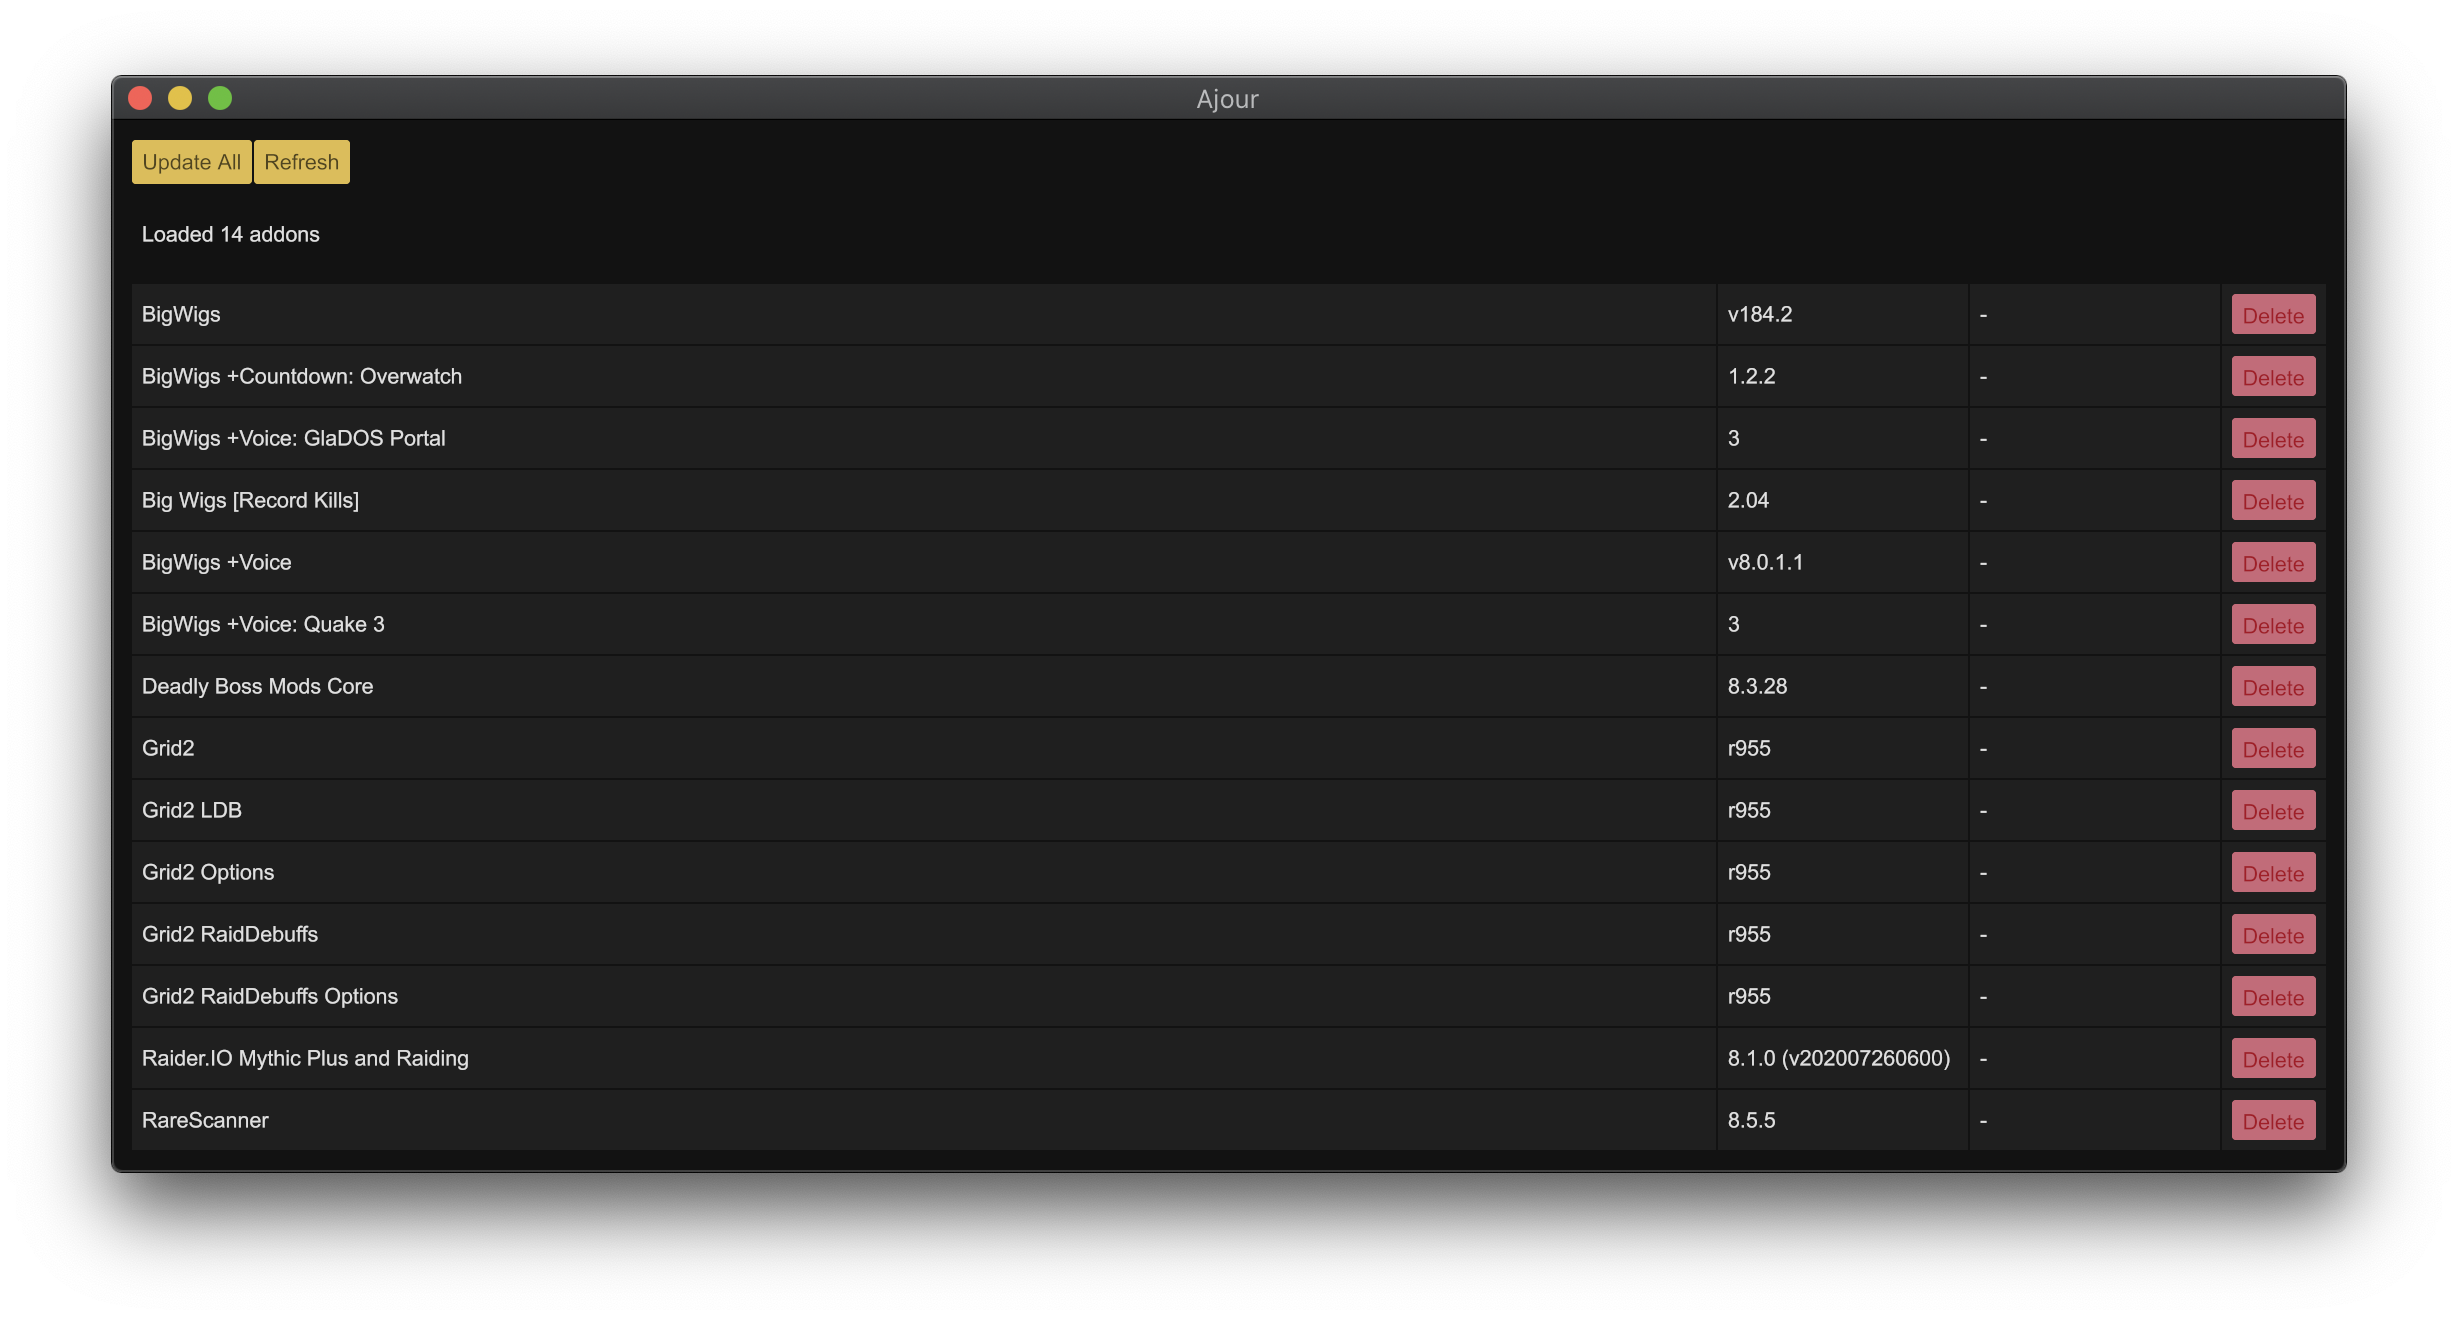 Ajour
Update All Refresh
Loaded 14 addons
BigWigs v184.2 - Delete
BigWigs +Countdown: Overwatch 1.2.2 - Delete
BigWigs +Voice: GlaDOS Portal 3 - Delete
Big Wigs [Record Kills] 2.04 - Delete
BigWigs +Voice v8.0.1.1 - Delete
BigWigs +Voice: Quake 3 3 - Delete
Deadly Boss Mods Core 8.3.28 - Delete
Grid2 r955 - Delete
Grid2 LDB r955 - Delete
Grid2 Options r955 - Delete
Grid2 RaidDebuffs r955 - Delete
Grid2 RaidDebuffs Options r955 - Delete
Raider.IO Mythic Plus and Raiding 8.1.0 (v202007260600) - Delete
RareScanner 8.5.5 - Delete